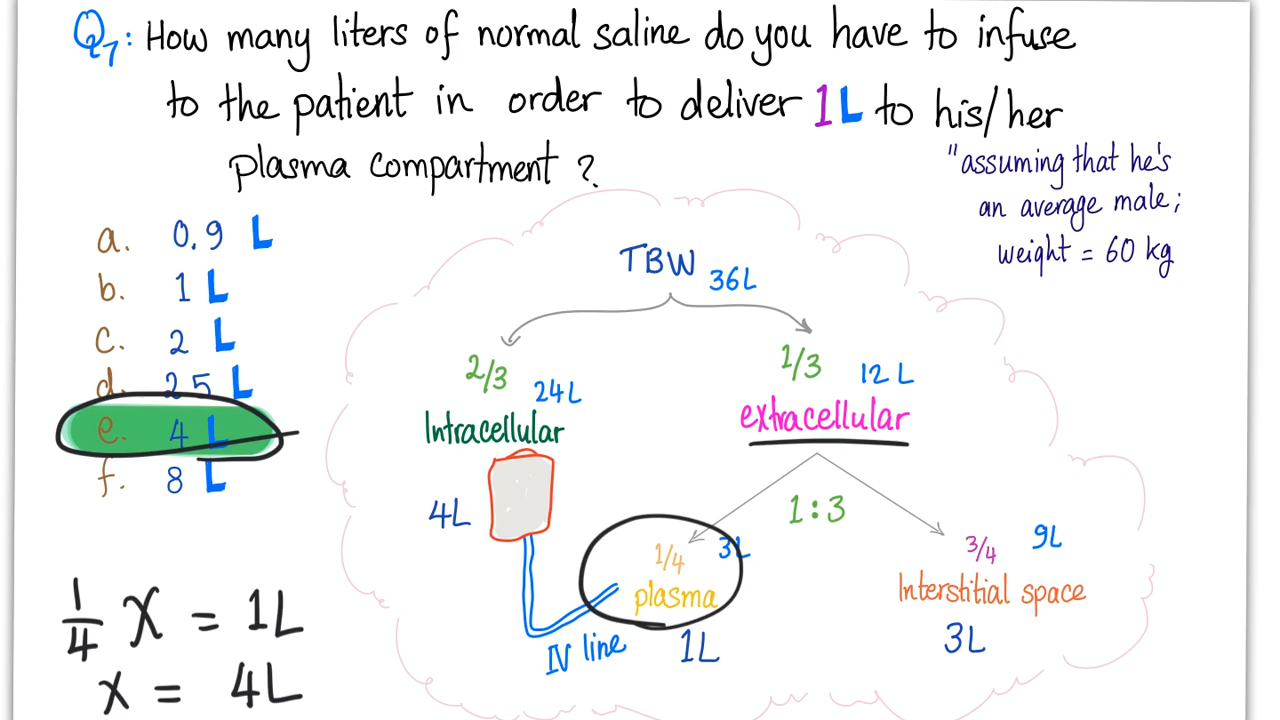 Q7: How many liters of normal saline do you have to infuse
to the patient in order to deliver 1L to his/her
plasma compartment?
"assuming that he's
an average male;
weight = 60 kg
a. 0.9 L
b. 1 L
c. 2 L
d. 25 L
e. 4 L
f. 8 L
TBW 36L
2/3 24L
Intracellular
1/3 12L
extracellular
4L
1:3
1/4 3L
plasma
1L
IV line
3/4 9L
Interstitial space
3L
1/4 X = 1L
x = 4L